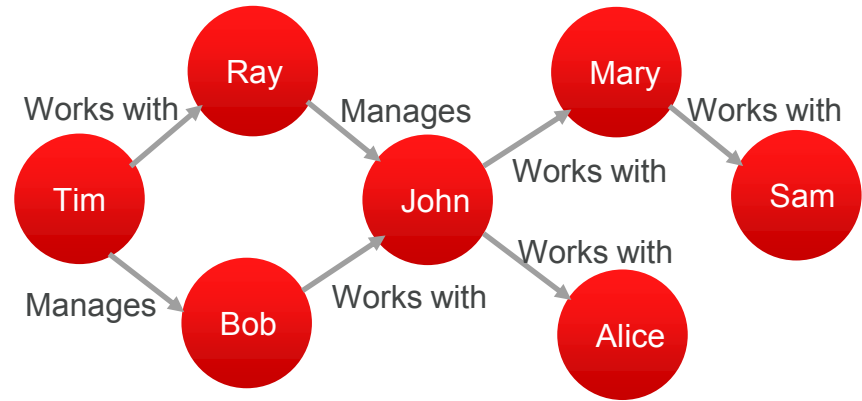 Ray
Mary
Works with
Manages
Works with
Tim
John
Works with
Sam
Works with
Manages
Works with
Bob
Alice